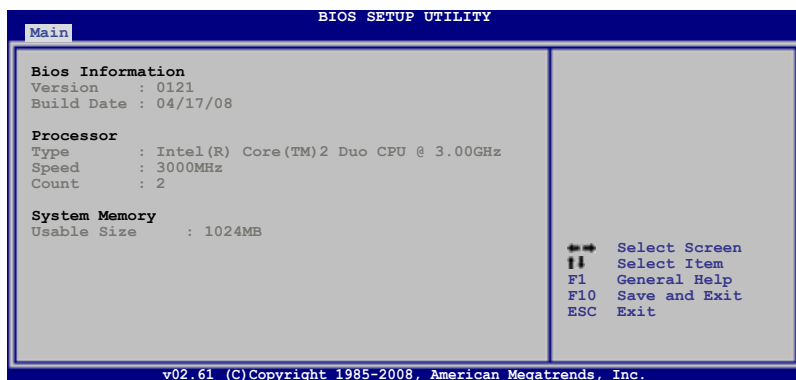 BIOS SETUP UTILITY
Main
Bios Information
Version : 0121
Build Date : 04/17/08
Processor
Type : Intel(R) Core(TM)2 Duo CPU @ 3.00GHz
Speed : 3000MHz
Count : 2
System Memory
Usable Size : 1024MB
←→ Select Screen
↑↓ Select Item
F1 General Help
F10 Save and Exit
ESC Exit
v02.61 (C)Copyright 1985-2008, American Megatrends, Inc.